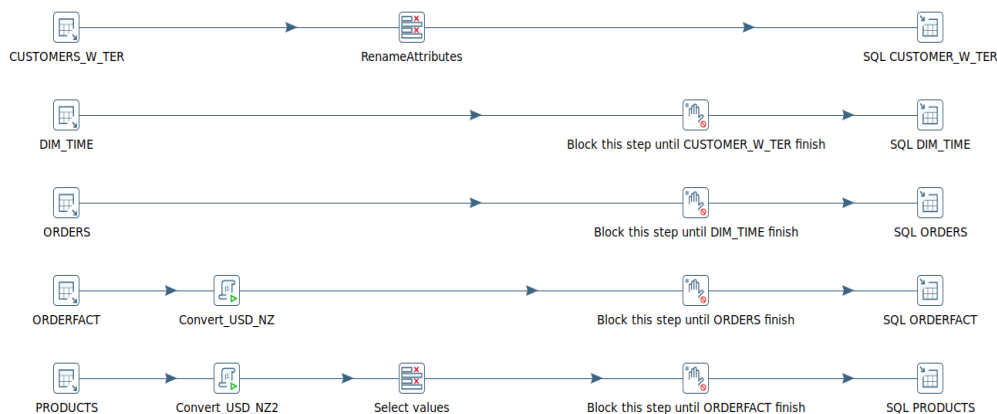 CUSTOMERS_W_TER
RenameAttributes
SQL CUSTOMER_W_TER
DIM_TIME
Block this step until CUSTOMER_W_TER finish
SQL DIM_TIME
ORDERS
Block this step until DIM_TIME finish
SQL ORDERS
ORDERFACT
Convert_USD_NZ
Block this step until ORDERS finish
SQL ORDERFACT
PRODUCTS
Convert_USD_NZ2
Select values
Block this step until ORDERFACT finish
SQL PRODUCTS